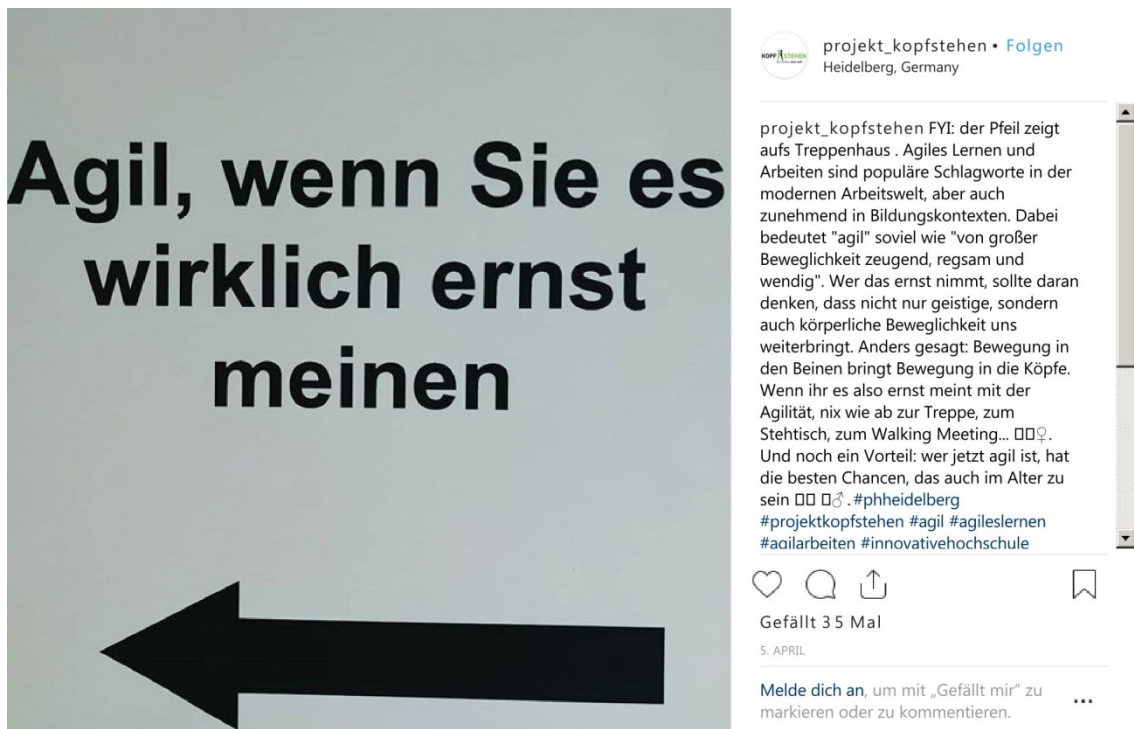 Agil, wenn Sie es
wirklich ernst
meinen
KOPFSTEHEN
projekt_kopfstehen • Folgen
Heidelberg, Germany
projekt_kopfstehen FYI: der Pfeil zeigt
aufs Treppenhaus . Agiles Lernen und
Arbeiten sind populäre Schlagworte in der
modernen Arbeitswelt, aber auch
zunehmend in Bildungskontexten. Dabei
bedeutet "agil" soviel wie "von großer
Beweglichkeit zeugend, regsam und
wendig". Wer das ernst nimmt, sollte daran
denken, dass nicht nur geistige, sondern
auch körperliche Beweglichkeit uns
weiterbringt. Anders gesagt: Bewegung in
den Beinen bringt Bewegung in die Köpfe.
Wenn ihr es also ernst meint mit der
Agilität, nix wie ab zur Treppe, zum
Stehtisch, zum Walking Meeting... □□♀.
Und noch ein Vorteil: wer jetzt agil ist, hat
die besten Chancen, das auch im Alter zu
sein □□ □♂ . #phheidelberg
#projektkopfstehen #agil #agileslernen
#agilarbeiten #innovativehochschule
Gefällt 35 Mal
5. APRIL
Melde dich an, um mit „Gefällt mir“ zu
markieren oder zu kommentieren.